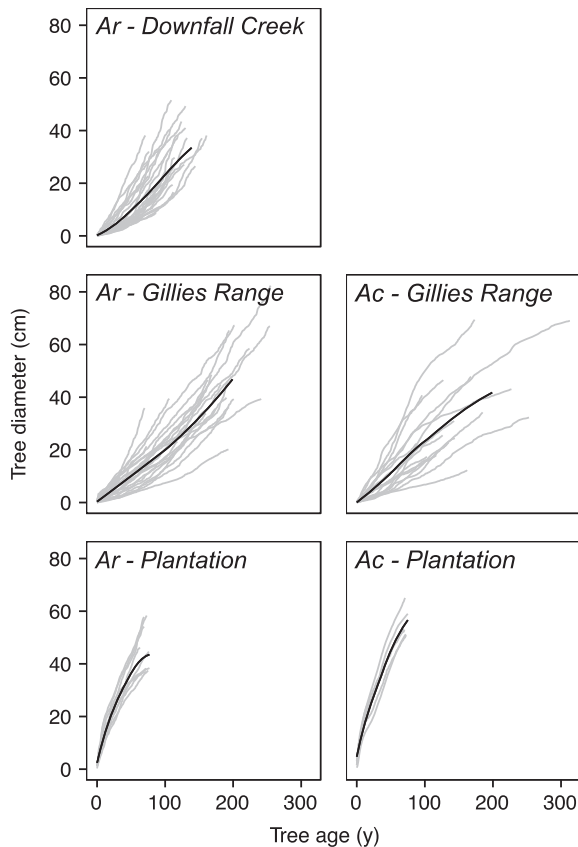 Ar - Downfall Creek
80
60
40
20
0
Ar - Gillies Range
Ac - Gillies Range
80
60
40
20
0
Tree diameter (cm)
Ar - Plantation
Ac - Plantation
80
60
40
20
0
0 100 200 300
0 100 200 300
Tree age (y)